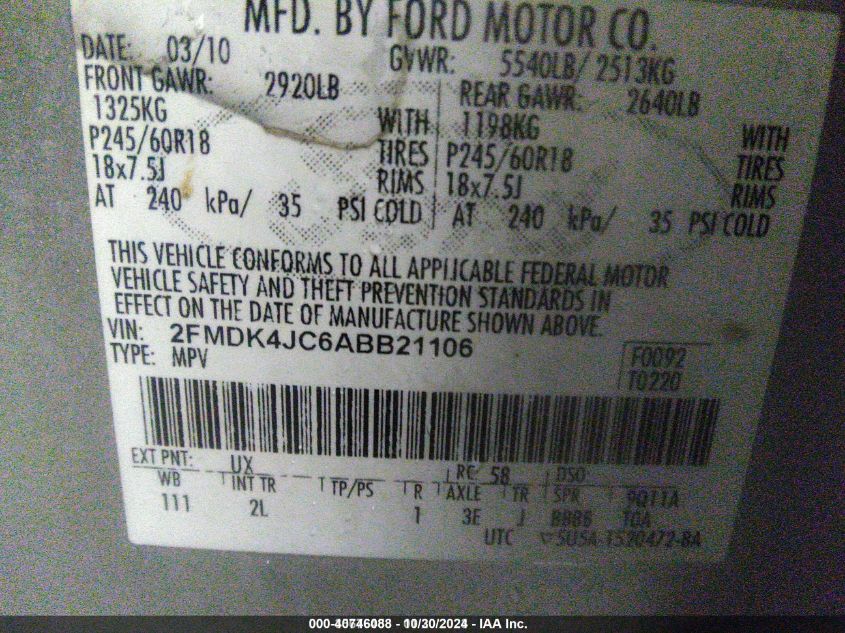 MFD. BY FORD MOTOR CO.
DATE: 03/10 GVWR: 5540LB/ 2513KG
FRONT GAWR: 2920LB REAR GAWR: 2640LB
1325KG WITH 1198KG WITH
P245/60R18 TIRES P245/60R18 TIRES
18x7.5J RIMS 18x7.5J RIMS
AT 240 kPa/ 35 PSI COLD AT 240 kPa/ 35 PSI COLD
THIS VEHICLE CONFORMS TO ALL APPLICABLE FEDERAL MOTOR
VEHICLE SAFETY AND THEFT PREVENTION STANDARDS IN
EFFECT ON THE DATE OF MANUFACTURE SHOWN ABOVE.
VIN: 2FMDK4JC6ABB21106
TYPE: MPV F0092
T0220
EXT PNT: UX RC: 58 DSO
WB INT TR TP/PS R AXLE TR SPR
111 2L 1 3E J BBBB
UTC
10/30/2024 - IAA Inc.